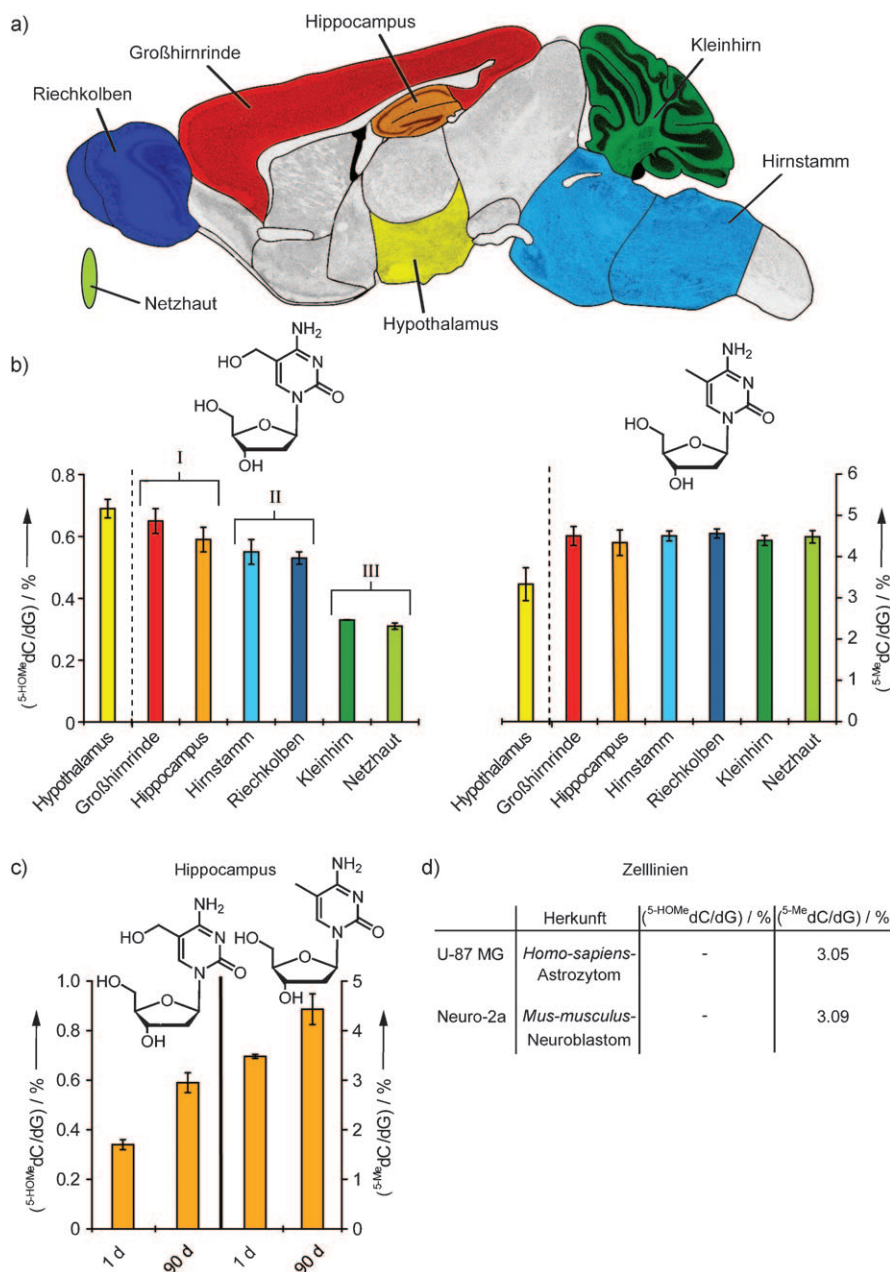 a)
Hippocampus
Großhirnrinde
Kleinhirn
Riechkolben
Hirnstamm
Netzhaut
Hypothalamus
b)
NH₂
HO
N
N
O
HO
O
OH
NH₂
N
N
O
HO
O
OH
(⁵⁻ᴴᴼᴹᵉdC/dG) / %
0.8
0.6
0.4
0.2
0
I
II
III
Hypothalamus
Großhirnrinde
Hippocampus
Hirnstamm
Riechkolben
Kleinhirn
Netzhaut
(⁵⁻ᴹᵉdC/dG) / %
6
5
4
3
2
1
0
Hypothalamus
Großhirnrinde
Hippocampus
Hirnstamm
Riechkolben
Kleinhirn
Netzhaut
c)
Hippocampus
NH₂
HO
N
N
O
HO
O
OH
NH₂
N
N
O
HO
O
OH
(⁵⁻ᴴᴼᴹᵉdC/dG) / %
1.0
0.8
0.6
0.4
0.2
0
1 d
90 d
1 d
90 d
(⁵⁻ᴹᵉdC/dG) / %
5
4
3
2
1
0
d)
Zelllinien
Herkunft (⁵⁻ᴴᴼᴹᵉdC/dG) / % (⁵⁻ᴹᵉdC/dG) / %
U-87 MG Homo-sapiens- - 3.05
Astrozytom
Neuro-2a Mus-musculus- - 3.09
Neuroblastom